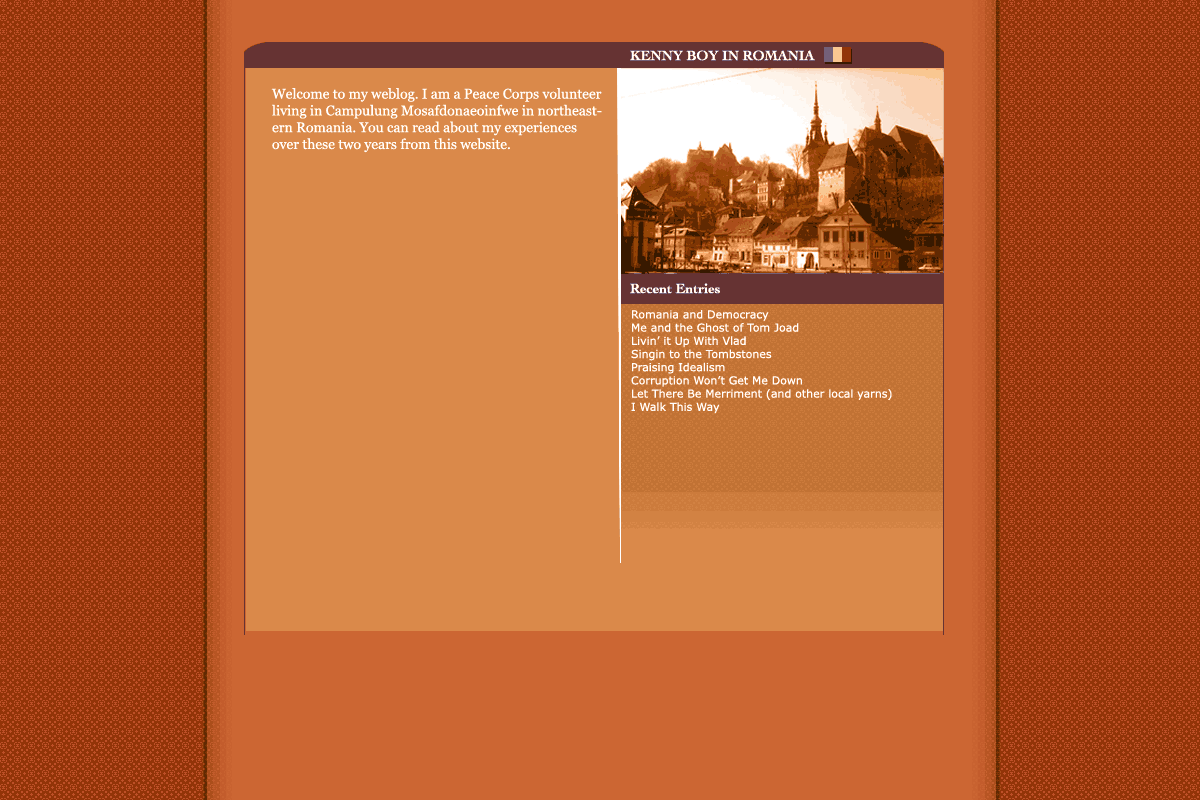 KENNY BOY IN ROMANIA
Welcome to my weblog. I am a Peace Corps volunteer
living in Campulung Mosafdonaeoinfwe in northeast-
ern Romania. You can read about my experiences
over these two years from this website.
Recent Entries
Romania and Democracy
Me and the Ghost of Tom Joad
Livin’ it Up With Vlad
Singin to the Tombstones
Praising Idealism
Corruption Won’t Get Me Down
Let There Be Merriment (and other local yarns)
I Walk This Way